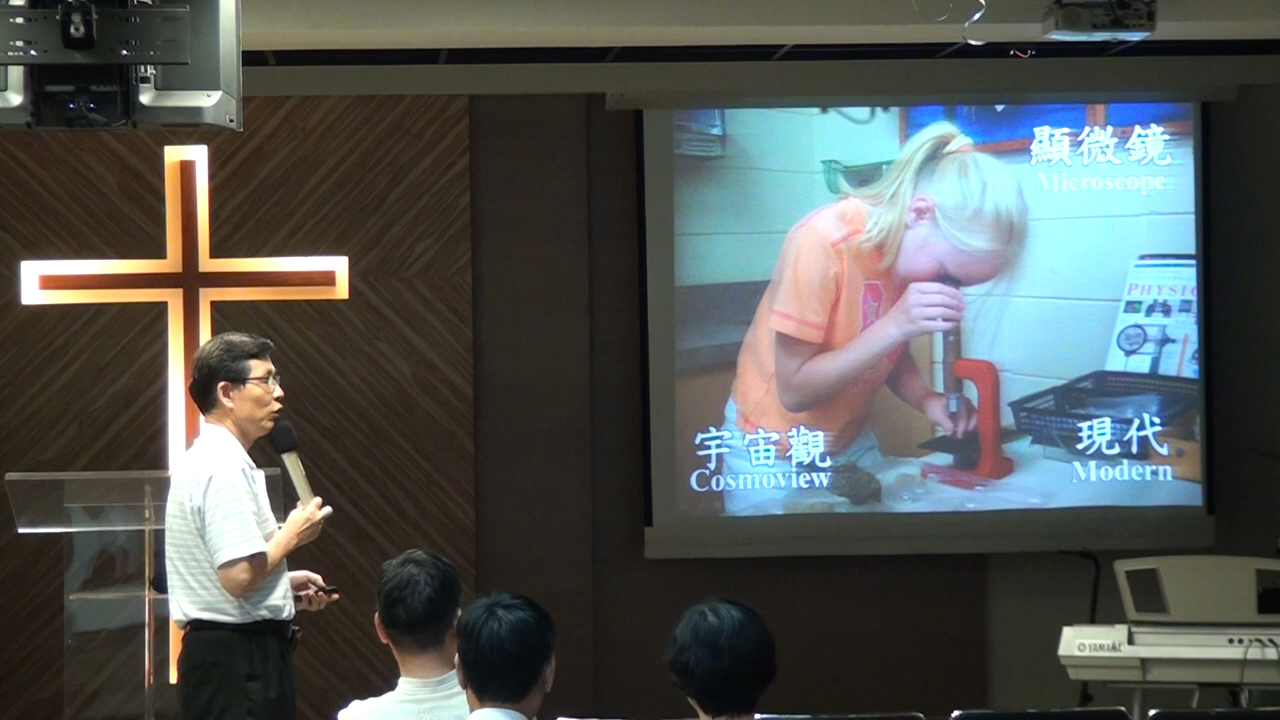 顯微鏡
Microscope
PHYSIC
宇宙觀
Cosmoview
現代
Modern
YAMAHA